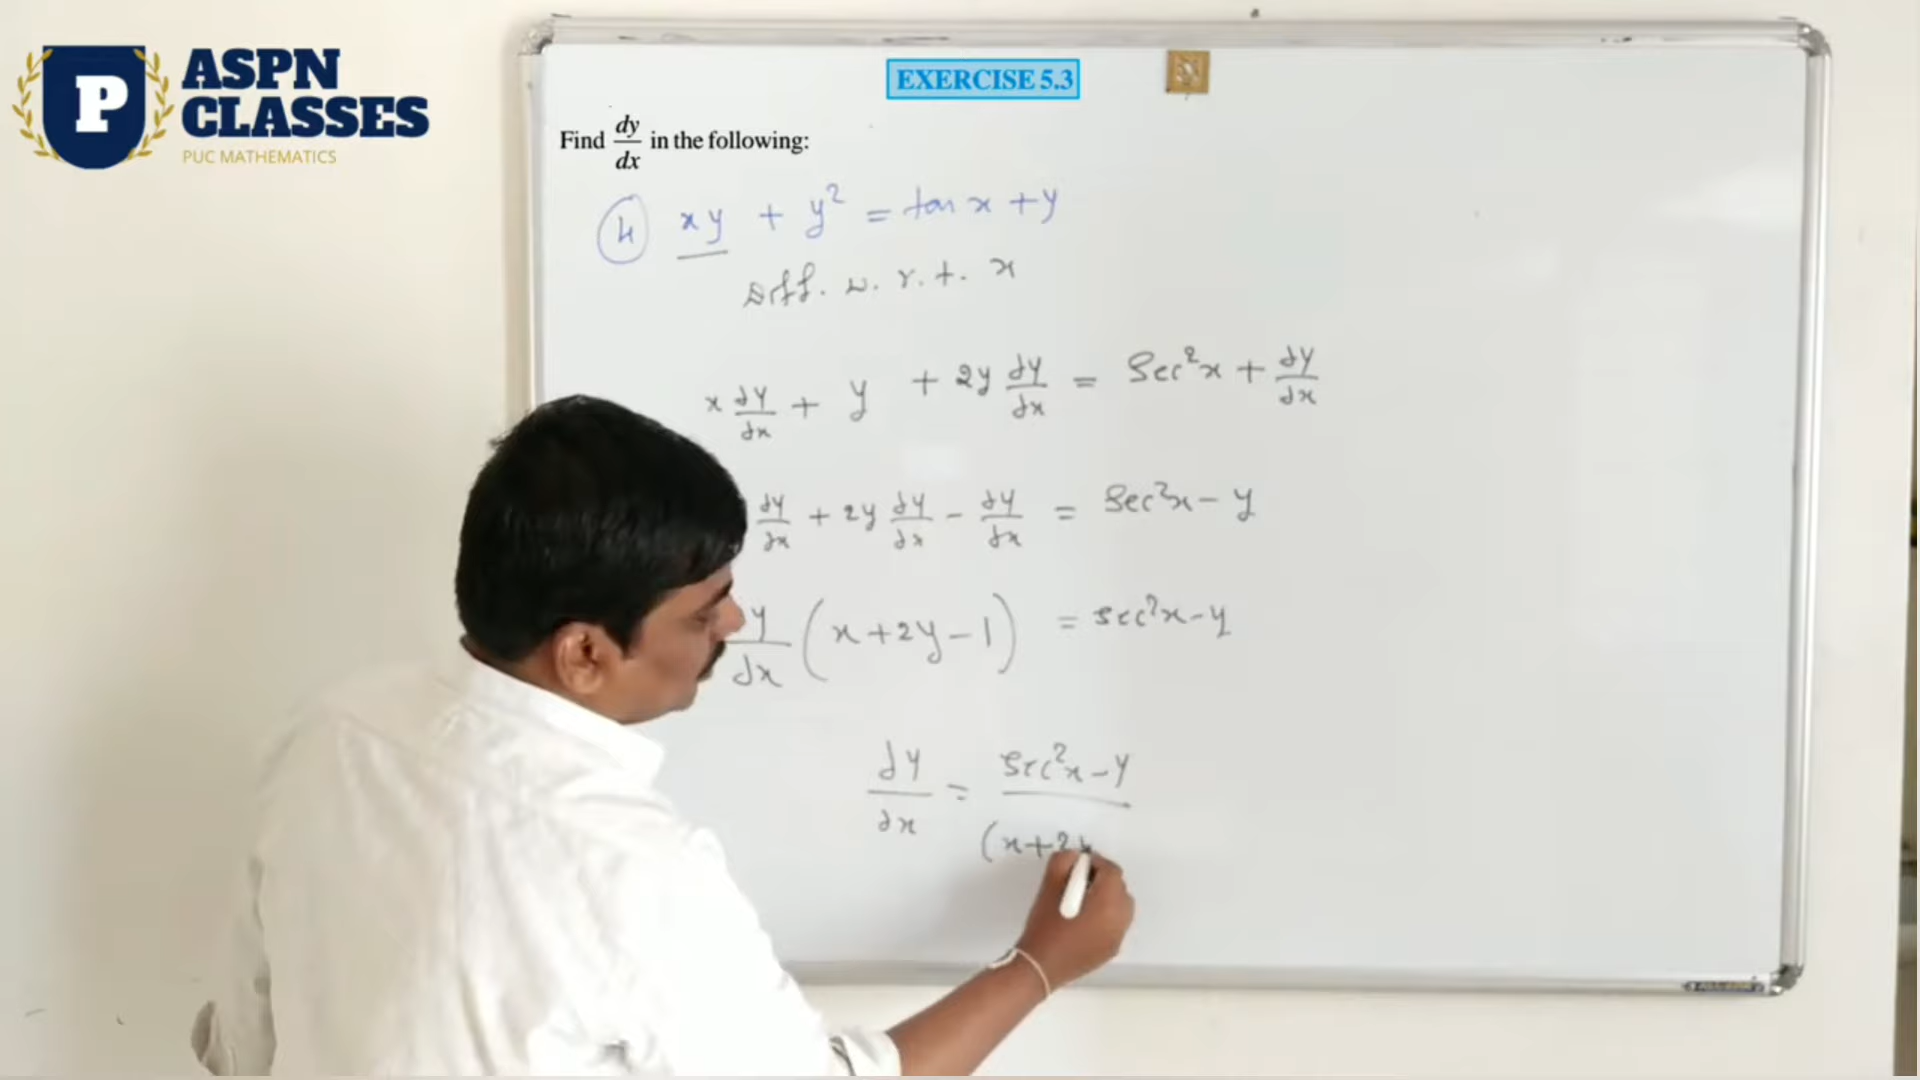 P
ASPN
CLASSES
PUC MATHEMATICS
EXERCISE 5.3
Find dy/dx in the following:
4 xy + y² = tan x + y
Diff. w. r. t. x
x dy/dx + y + 2y dy/dx = Sec²x + dy/dx
dy/dx + 2y dy/dx - dy/dx = Sec²x - y
y/dx (x + 2y - 1) = sec²x - y
dy/dx = sec²x - y / (x + 2y